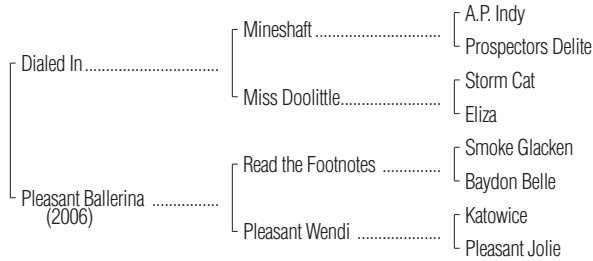 A.P. Indy
Mineshaft ............................
Prospectors Delite
Dialed In ..............................
Storm Cat
Miss Doolittle.......................
Eliza
Smoke Glacken
Read the Footnotes .............
Baydon Belle
Pleasant Ballerina ...............
(2006)
Katowice
Pleasant Wendi ...................
Pleasant Jolie